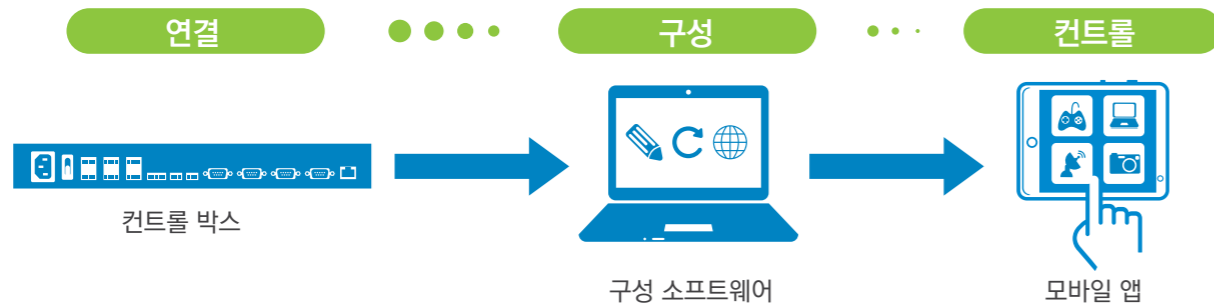 연결
구성
컨트롤
컨트롤 박스
구성 소프트웨어
모바일 앱